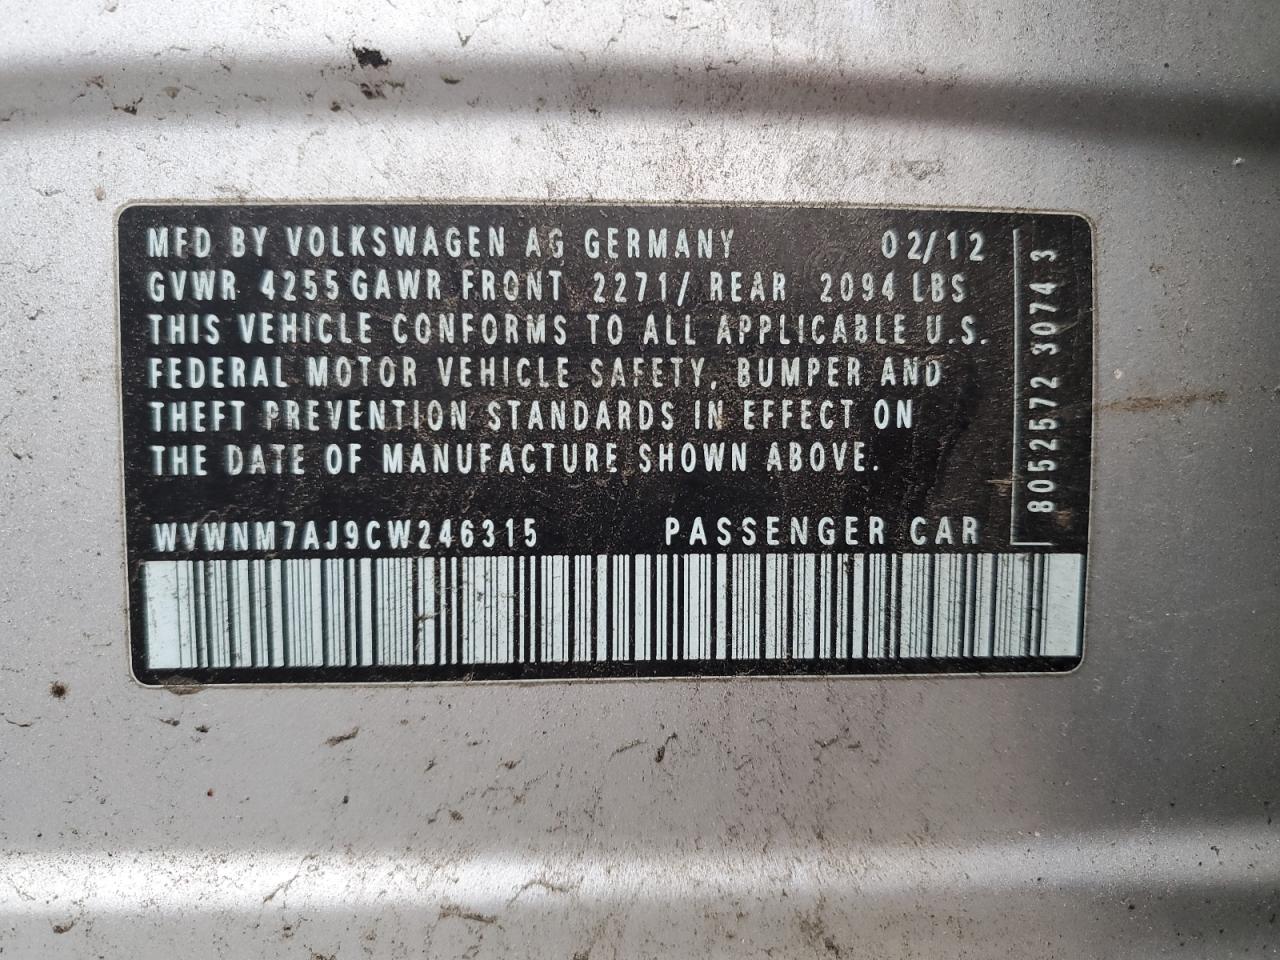 MFD BY VOLKSWAGEN AG GERMANY 02/12
GVWR 4255 GAWR FRONT 2271/ REAR 2094 LBS
THIS VEHICLE CONFORMS TO ALL APPLICABLE U.S.
FEDERAL MOTOR VEHICLE SAFETY, BUMPER AND
THEFT PREVENTION STANDARDS IN EFFECT ON
THE DATE OF MANUFACTURE SHOWN ABOVE.
WVWNM7AJ9CW246315 PASSENGER CAR
8052572 3074 3